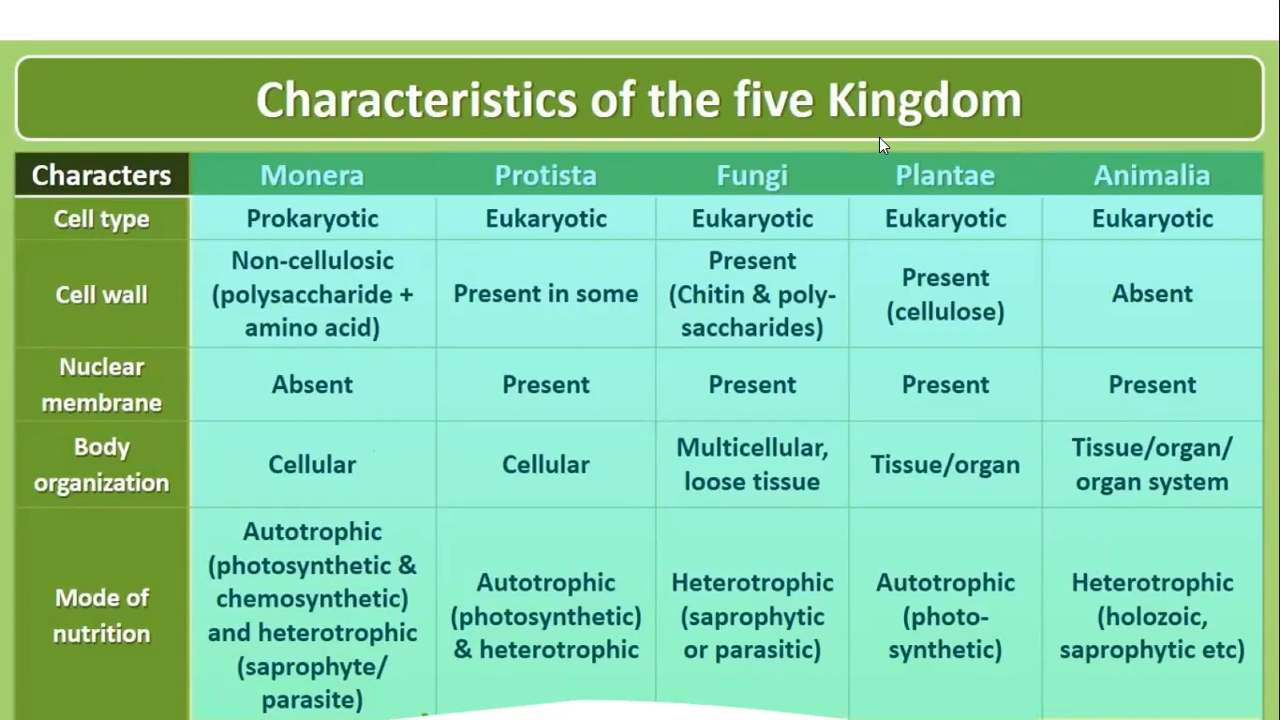 Characteristics of the five Kingdom
Characters Monera Protista Fungi Plantae Animalia
Cell type Prokaryotic Eukaryotic Eukaryotic Eukaryotic Eukaryotic
Cell wall
Non-cellulosic
(polysaccharide +
amino acid)
Present in some
Present
(Chitin & poly-
saccharides)
Present
(cellulose)
Absent
Nuclear
membrane
Absent
Present
Present
Present
Present
Body
organization
Cellular
Cellular
Multicellular,
loose tissue
Tissue/organ
Tissue/organ/
organ system
Mode of
nutrition
Autotrophic
(photosynthetic &
chemosynthetic)
and heterotrophic
(saprophyte/
parasite)
Autotrophic
(photosynthetic)
& heterotrophic
Heterotrophic
(saprophytic
or parasitic)
Autotrophic
(photo-
synthetic)
Heterotrophic
(holozoic,
saprophytic etc)